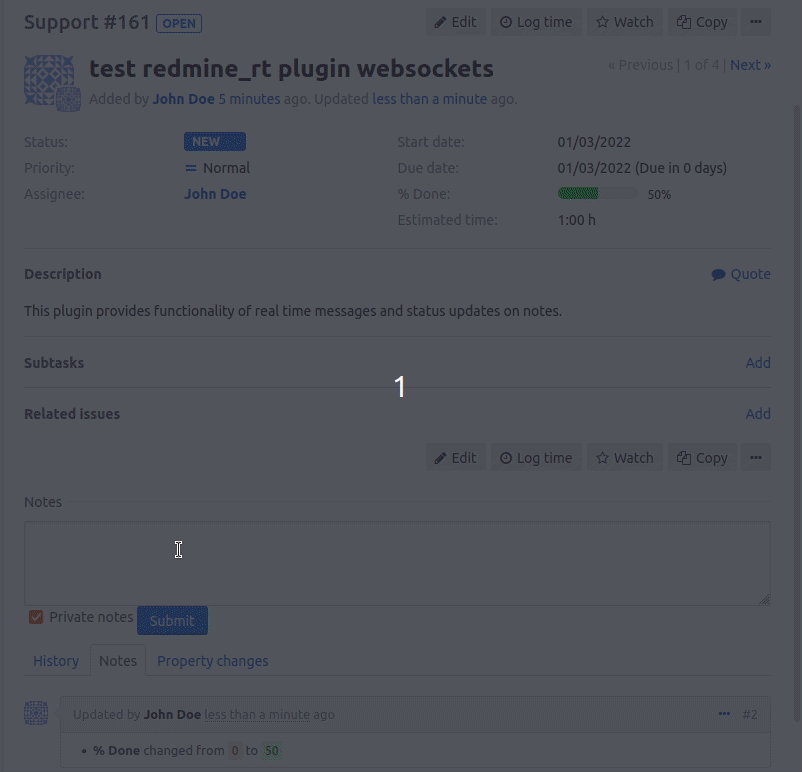 Support #161 OPEN Edit Log time Watch Copy •••
test redmine_rt plugin websockets
« Previous | 1 of 4 | Next »
Added by John Doe 5 minutes ago. Updated less than a minute ago.
Status: NEW Start date: 01/03/2022
Priority: Normal Due date: 01/03/2022 (Due in 0 days)
Assignee: John Doe % Done: 50%
Estimated time: 1:00 h
Description Quote
This plugin provides functionality of real time messages and status updates on notes.
Subtasks Add
1
Related issues Add
Edit Log time Watch Copy •••
Notes
Private notes Submit
History Notes Property changes
Updated by John Doe less than a minute ago ••• #2
• % Done changed from 0 to 50